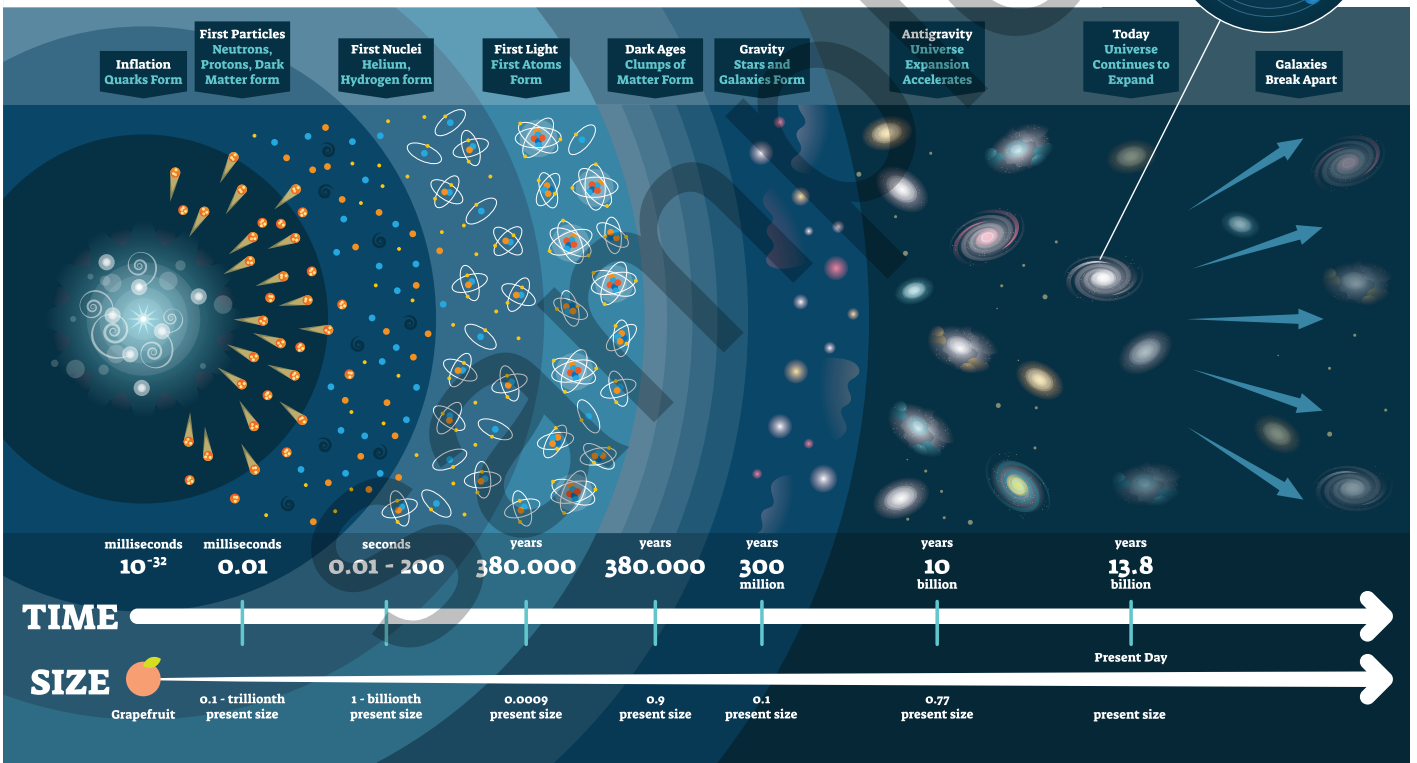 Inflation
Quarks Form
First Particles
Neutrons,
Protons, Dark
Matter form
First Nuclei
Helium,
Hydrogen form
First Light
First Atoms
Form
Dark Ages
Clumps of
Matter Form
Gravity
Stars and
Galaxies Form
Antigravity
Universe
Expansion
Accelerates
Today
Universe
Continues to
Expand
Galaxies
Break Apart
sample
milliseconds
10⁻³²
milliseconds
0.01
seconds
0.01 - 200
years
380.000
years
380.000
years
300
million
years
10
billion
years
13.8
billion
TIME
Present Day
SIZE
Grapefruit
0.1 - trillionth
present size
1 - billionth
present size
0.0009
present size
0.9
present size
0.1
present size
0.77
present size
present size